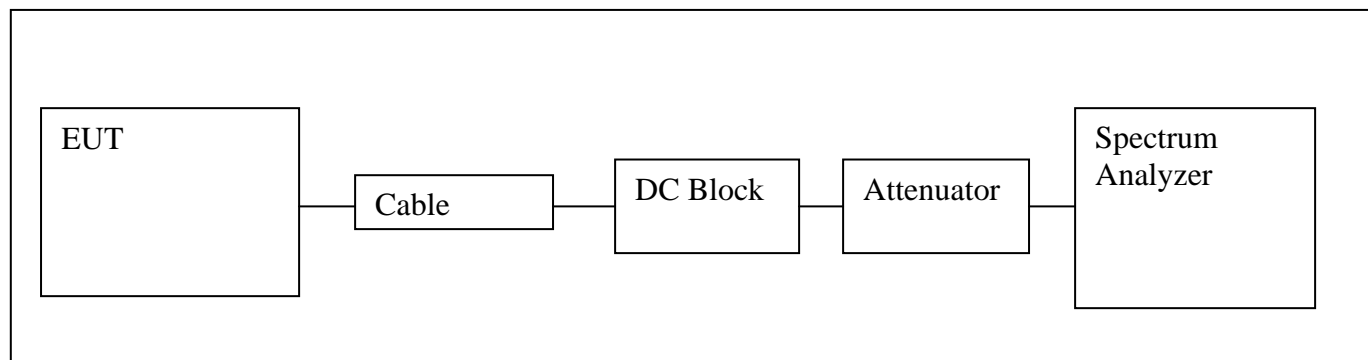 EUT
Cable
DC Block
Attenuator
Spectrum
Analyzer